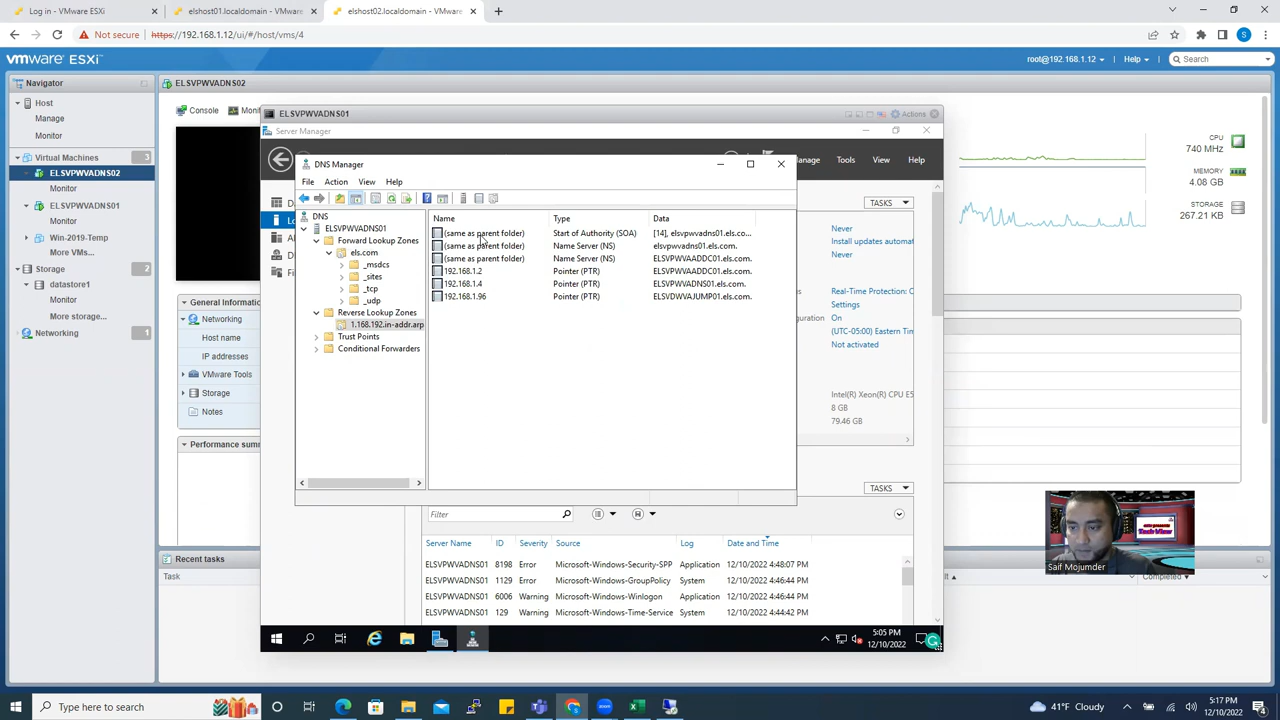 Log in - VMware ESXi
elshost01.localdomain - VMware
elshost02.localdomain - VMware
Not secure
https://192.168.1.12/ui/#/host/vms/4
S
vmware ESXi
root@192.168.1.12
Help
Search
Navigator
ELSVPWVADNS02
Host
Manage
Monitor
Virtual Machines
3
ELSVPWVADNS02
Monitor
ELSVPWVADNS01
Monitor
Win-2019-Temp
More VMs...
Storage
2
datastore1
Monitor
More storage...
Networking
1
Console
General Information
Networking
Host name
IP addresses
VMware Tools
Storage
Notes
Recent tasks
Task
ELSVPWVADNS01
Actions
Server Manager
Tools
View
Help
TASKS
DNS Manager
File
Action
View
Help
DNS
ELSVPWVADNS01
Forward Lookup Zones
els.com
_msdcs
_sites
_tcp
_udp
Reverse Lookup Zones
1.168.192.in-addr.arp
Trust Points
Conditional Forwarders
Name Type Data
(same as parent folder) Start of Authority (SOA) [14], elsvpwvadns01.els.co...
(same as parent folder) Name Server (NS) elsvpwvadns01.els.com.
(same as parent folder) Name Server (NS) ELSVPWVAADDC01.els.com.
192.168.1.2 Pointer (PTR) ELSVPWVAADDC01.els.com.
192.168.1.4 Pointer (PTR) ELSVPWVADNS01.els.com.
192.168.1.96 Pointer (PTR) ELSVDWVAJUMP01.els.com.
Never
Install updates automat
Never
Real-Time Protection: C
Settings
On
(UTC-05:00) Eastern Tim
Not activated
Intel(R) Xeon(R) CPU E5
8 GB
79.46 GB
TASKS
Filter
Server Name ID Severity Source Log Date and Time
ELSVPWVADNS01 8198 Error Microsoft-Windows-Security-SPP Application 12/10/2022 4:48:07 PM
ELSVPWVADNS01 1129 Error Microsoft-Windows-GroupPolicy System 12/10/2022 4:46:44 PM
ELSVPWVADNS01 6006 Warning Microsoft-Windows-Winlogon Application 12/10/2022 4:46:44 PM
ELSVPWVADNS01 129 Warning Microsoft-Windows-Time-Service System 12/10/2022 4:44:42 PM
CPU
740 MHz
MEMORY
4.08 GB
STORAGE
267.21 KB
Tech View
Saif Mojumder
5:05 PM
12/10/2022
Type here to search
41°F Cloudy
5:17 PM
12/10/2022